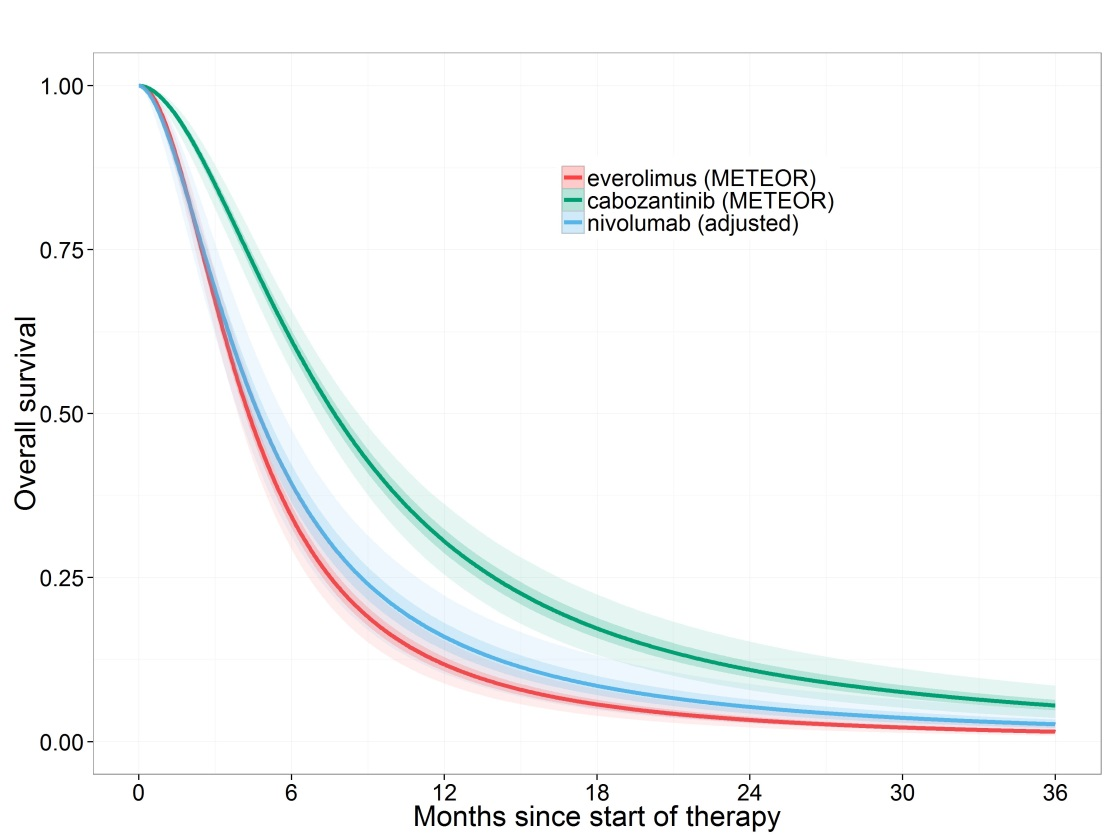 everolimus (METEOR)
cabozantinib (METEOR)
nivolumab (adjusted)
Overall survival
1.00
0.75
0.50
0.25
0.00
0 6 12 18 24 30 36
Months since start of therapy